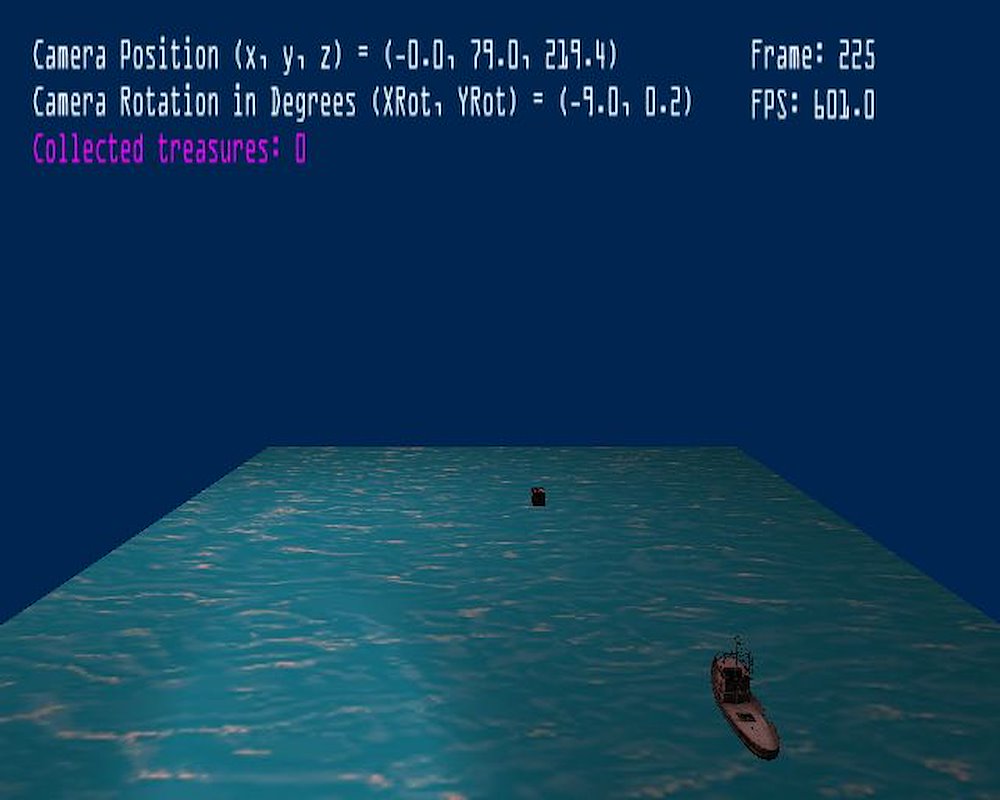 Camera Position (x, y, z) = (-0.0, 79.0, 219.4)
Frame: 225
Camera Rotation in Degrees (XRot, YRot) = (-9.0, 0.2)
FPS: 601.0
Collected treasures: 0